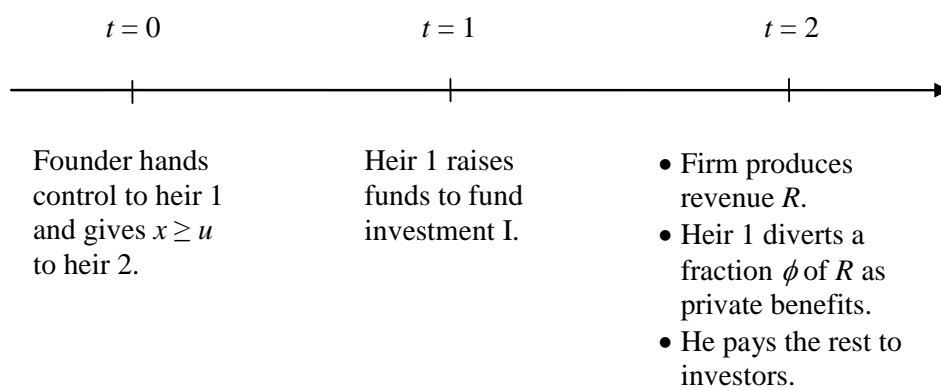 t = 0
t = 1
t = 2
Founder hands
control to heir 1
and gives x ≥ u
to heir 2.
Heir 1 raises
funds to fund
investment I.
• Firm produces
revenue R.
• Heir 1 diverts a
fraction ϕ of R as
private benefits.
• He pays the rest to
investors.